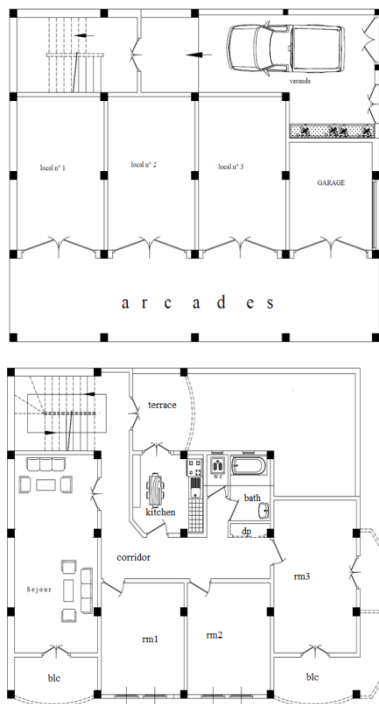 veranda
local n° 1
local n° 2
local n° 3
GARAGE
arcades
terrace
kitchen
W.C
bath
dp
corridor
Sejour
rm3
rm1
rm2
blc
blc